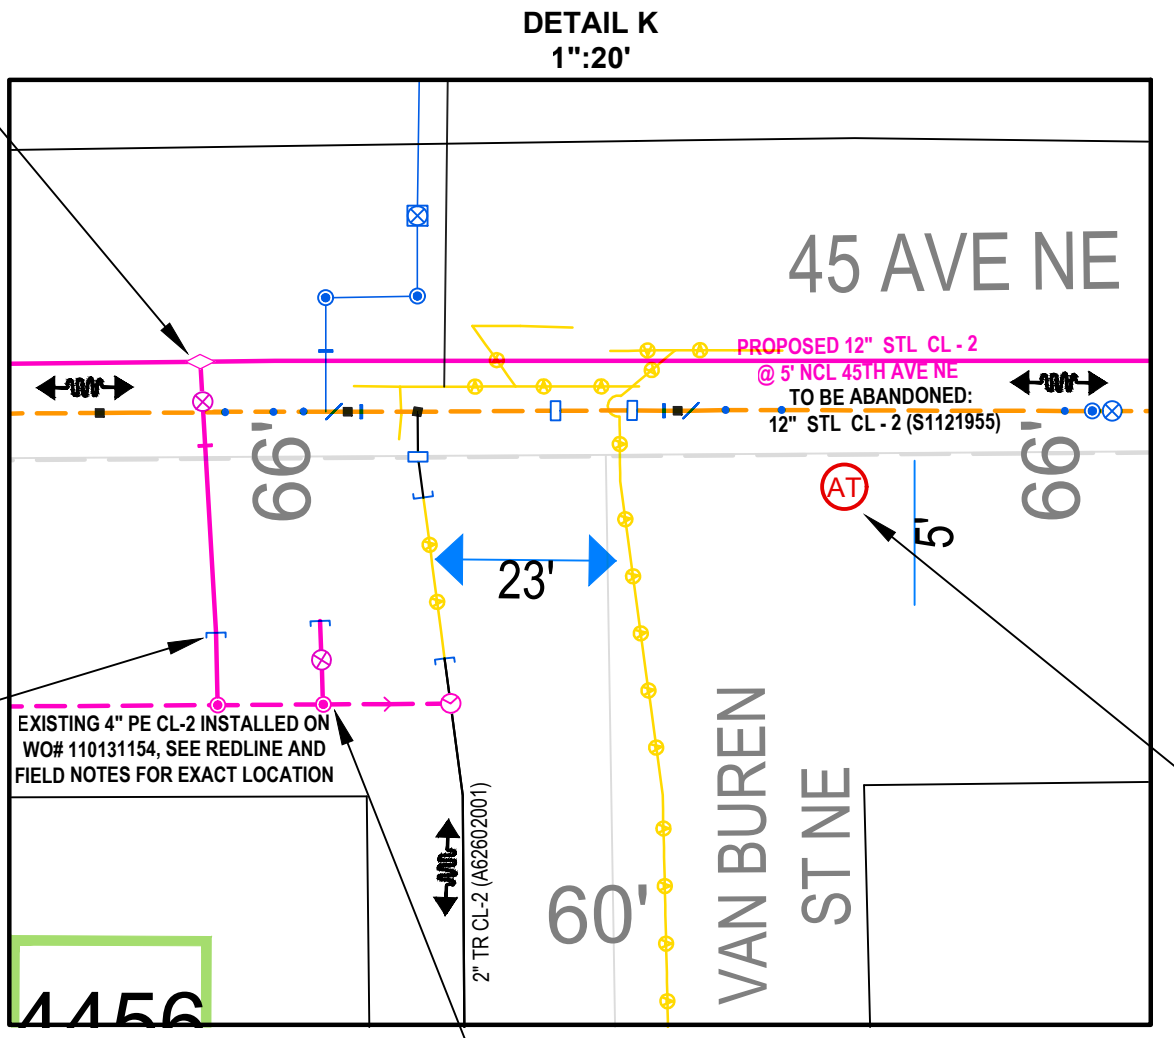 DETAIL K
1":20'
45 AVE NE
PROPOSED 12" STL CL - 2
@ 5' NCL 45TH AVE NE
TO BE ABANDONED:
12" STL CL - 2 (S1121955)
66'
66'
AT
5'
23'
EXISTING 4" PE CL-2 INSTALLED ON
WO# 110131154, SEE REDLINE AND
FIELD NOTES FOR EXACT LOCATION
2" TR CL-2 (A62602001)
VAN BUREN
ST NE
60'
4456